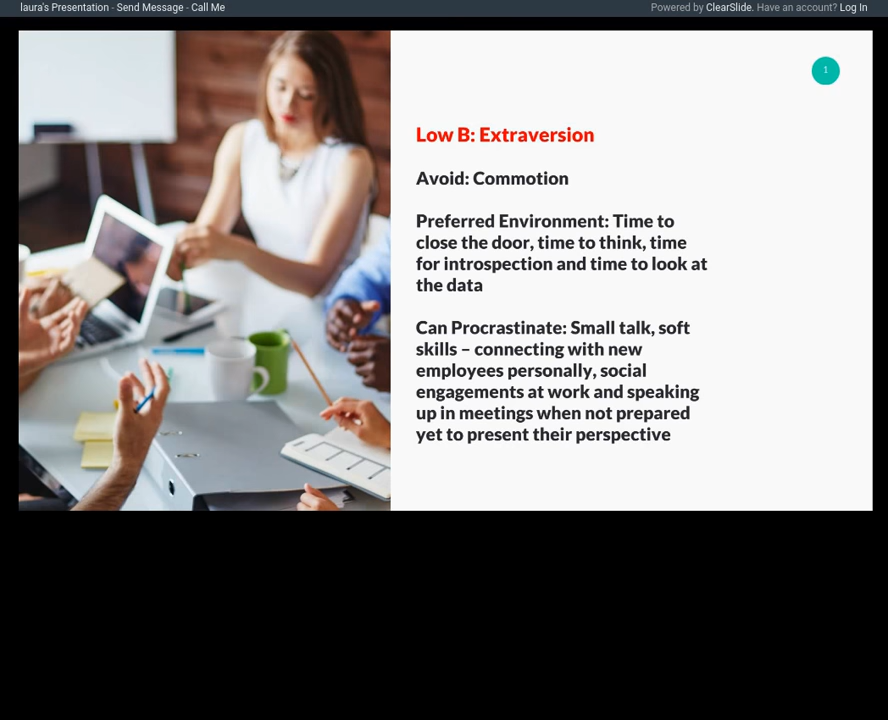 laura's Presentation - Send Message - Call Me
Powered by ClearSlide. Have an account? Log In
1
Low B: Extraversion
Avoid: Commotion
Preferred Environment: Time to
close the door, time to think, time
for introspection and time to look at
the data
Can Procrastinate: Small talk, soft
skills – connecting with new
employees personally, social
engagements at work and speaking
up in meetings when not prepared
yet to present their perspective